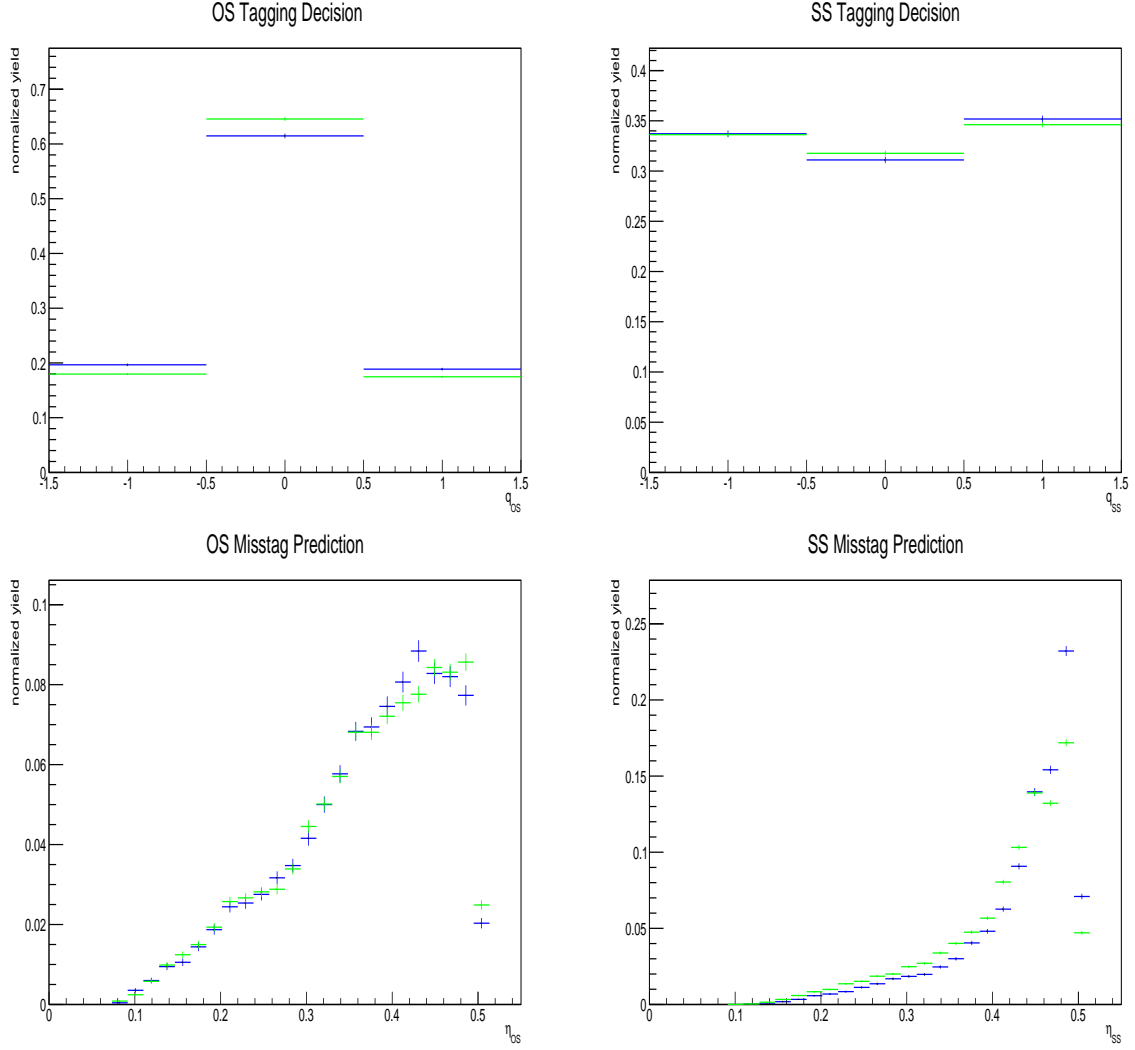 OS Tagging Decision
normalized yield
0.7
0.6
0.5
0.4
0.3
0.2
0.1
0
-1.5 -1 -0.5 0 0.5 1 1.5
q_OS
SS Tagging Decision
normalized yield
0.4
0.35
0.3
0.25
0.2
0.15
0.1
0.05
0
-1.5 -1 -0.5 0 0.5 1 1.5
q_SS
OS Misstag Prediction
normalized yield
0.1
0.08
0.06
0.04
0.02
0
0 0.1 0.2 0.3 0.4 0.5
η_OS
SS Misstag Prediction
normalized yield
0.25
0.2
0.15
0.1
0.05
0
0 0.1 0.2 0.3 0.4 0.5
η_SS